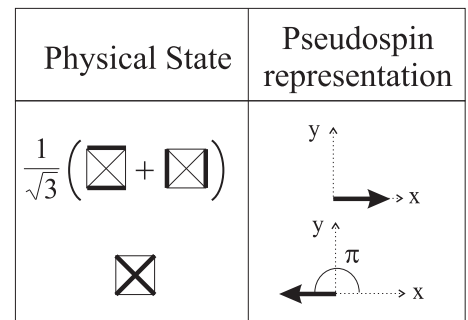 Physical State
Pseudospin
representation
1
√3
( + )
y
x
y
π
x